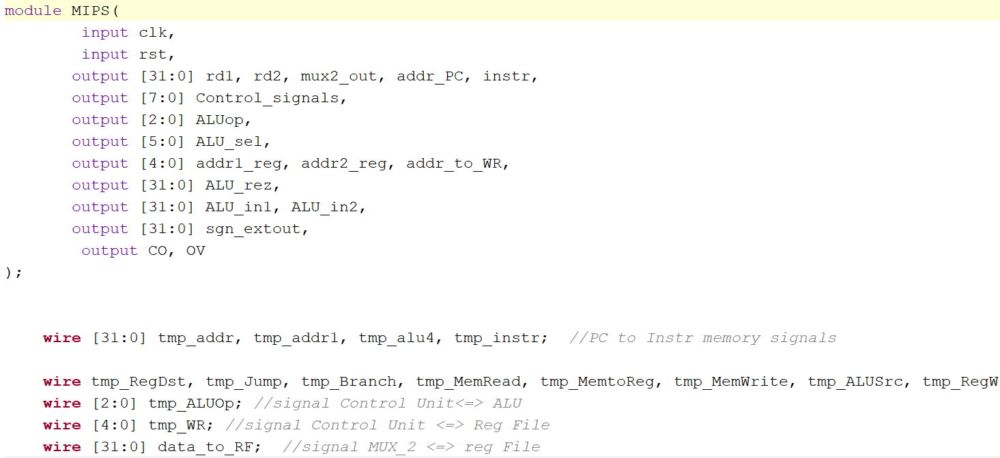 module MIPS(
input clk,
input rst,
output [31:0] rd1, rd2, mux2_out, addr_PC, instr,
output [7:0] Control_signals,
output [2:0] ALUop,
output [5:0] ALU_sel,
output [4:0] addr1_reg, addr2_reg, addr_to_WR,
output [31:0] ALU_rez,
output [31:0] ALU_in1, ALU_in2,
output [31:0] sgn_extout,
output CO, OV
);
wire [31:0] tmp_addr, tmp_addr1, tmp_alu4, tmp_instr; //PC to Instr memory signals
wire tmp_RegDst, tmp_Jump, tmp_Branch, tmp_MemRead, tmp_MemtoReg, tmp_MemWrite, tmp_ALUSrc, tmp_RegW
wire [2:0] tmp_ALUOp; //signal Control Unit<=> ALU
wire [4:0] tmp_WR; //signal Control Unit <=> Reg File
wire [31:0] data_to_RF; //signal MUX_2 <=> reg File